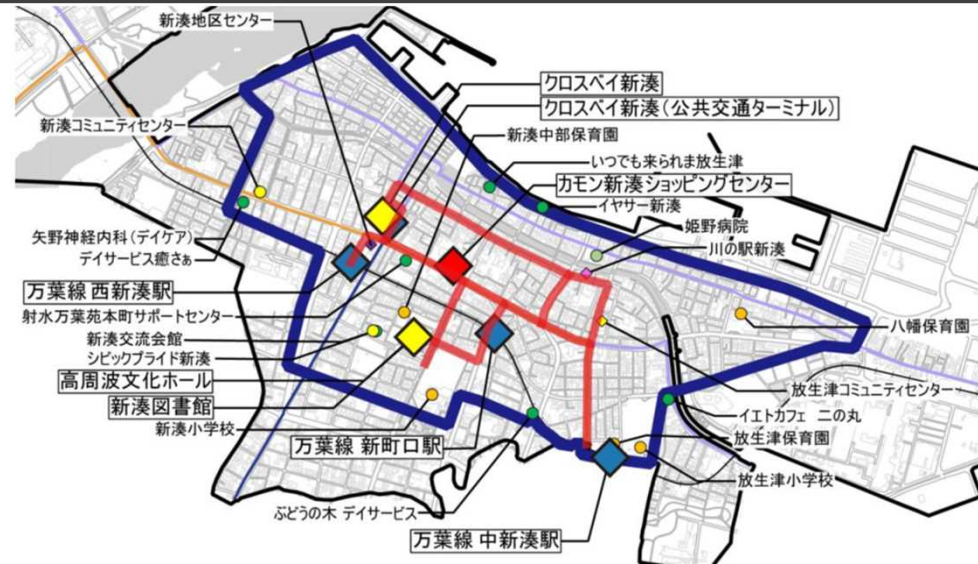 新湊地区センター
クロスベイ新湊
クロスベイ新湊(公共交通ターミナル)
新湊コミュニティセンター
新湊中部保育園
いつでも来られま放生津
カモン新湊ショッピングセンター
イヤサー新湊
姫野病院
川の駅新湊
矢野神経内科(デイケア)
デイサービス癒さぁ
万葉線 西新湊駅
射水万葉苑本町サポートセンター
八幡保育園
新湊交流会館
シビックプライド新湊
高周波文化ホール
放生津コミュニティセンター
新湊図書館
イエトカフェ 二の丸
新湊小学校
放生津保育園
万葉線 新町口駅
放生津小学校
ぶどうの木 デイサービス
万葉線 中新湊駅